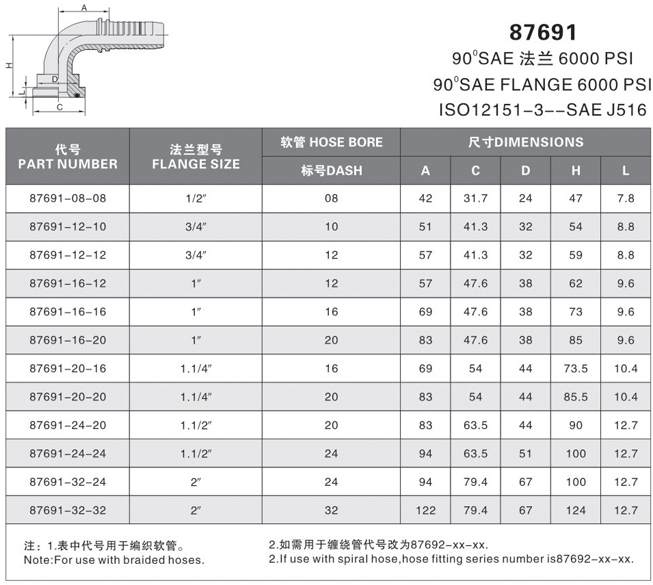 A
H
D
L
C
87691
90°SAE 法兰 6000 PSI
90°SAE FLANGE 6000 PSI
ISO12151-3--SAE J516
代号 法兰型号 软管 HOSE BORE 尺寸DIMENSIONS
PART NUMBER FLANGE SIZE 标号DASH A C D H L
87691-08-08 1/2" 08 42 31.7 24 47 7.8
87691-12-10 3/4" 10 51 41.3 32 54 8.8
87691-12-12 3/4" 12 57 41.3 32 59 8.8
87691-16-12 1" 12 57 47.6 38 62 9.6
87691-16-16 1" 16 69 47.6 38 73 9.6
87691-16-20 1" 20 83 47.6 38 85 9.6
87691-20-16 1.1/4" 16 69 54 44 73.5 10.4
87691-20-20 1.1/4" 20 83 54 44 85.5 10.4
87691-24-20 1.1/2" 20 83 63.5 44 90 12.7
87691-24-24 1.1/2" 24 94 63.5 51 100 12.7
87691-32-24 2" 24 94 79.4 67 100 12.7
87691-32-32 2" 32 122 79.4 67 124 12.7
注：1.表中代号用于编织软管。 2.如需用于缠绕管代号改为87692-xx-xx.
Note:For use with braided hoses. 2.If use with spiral hose,hose fitting series number is87692-xx-xx.